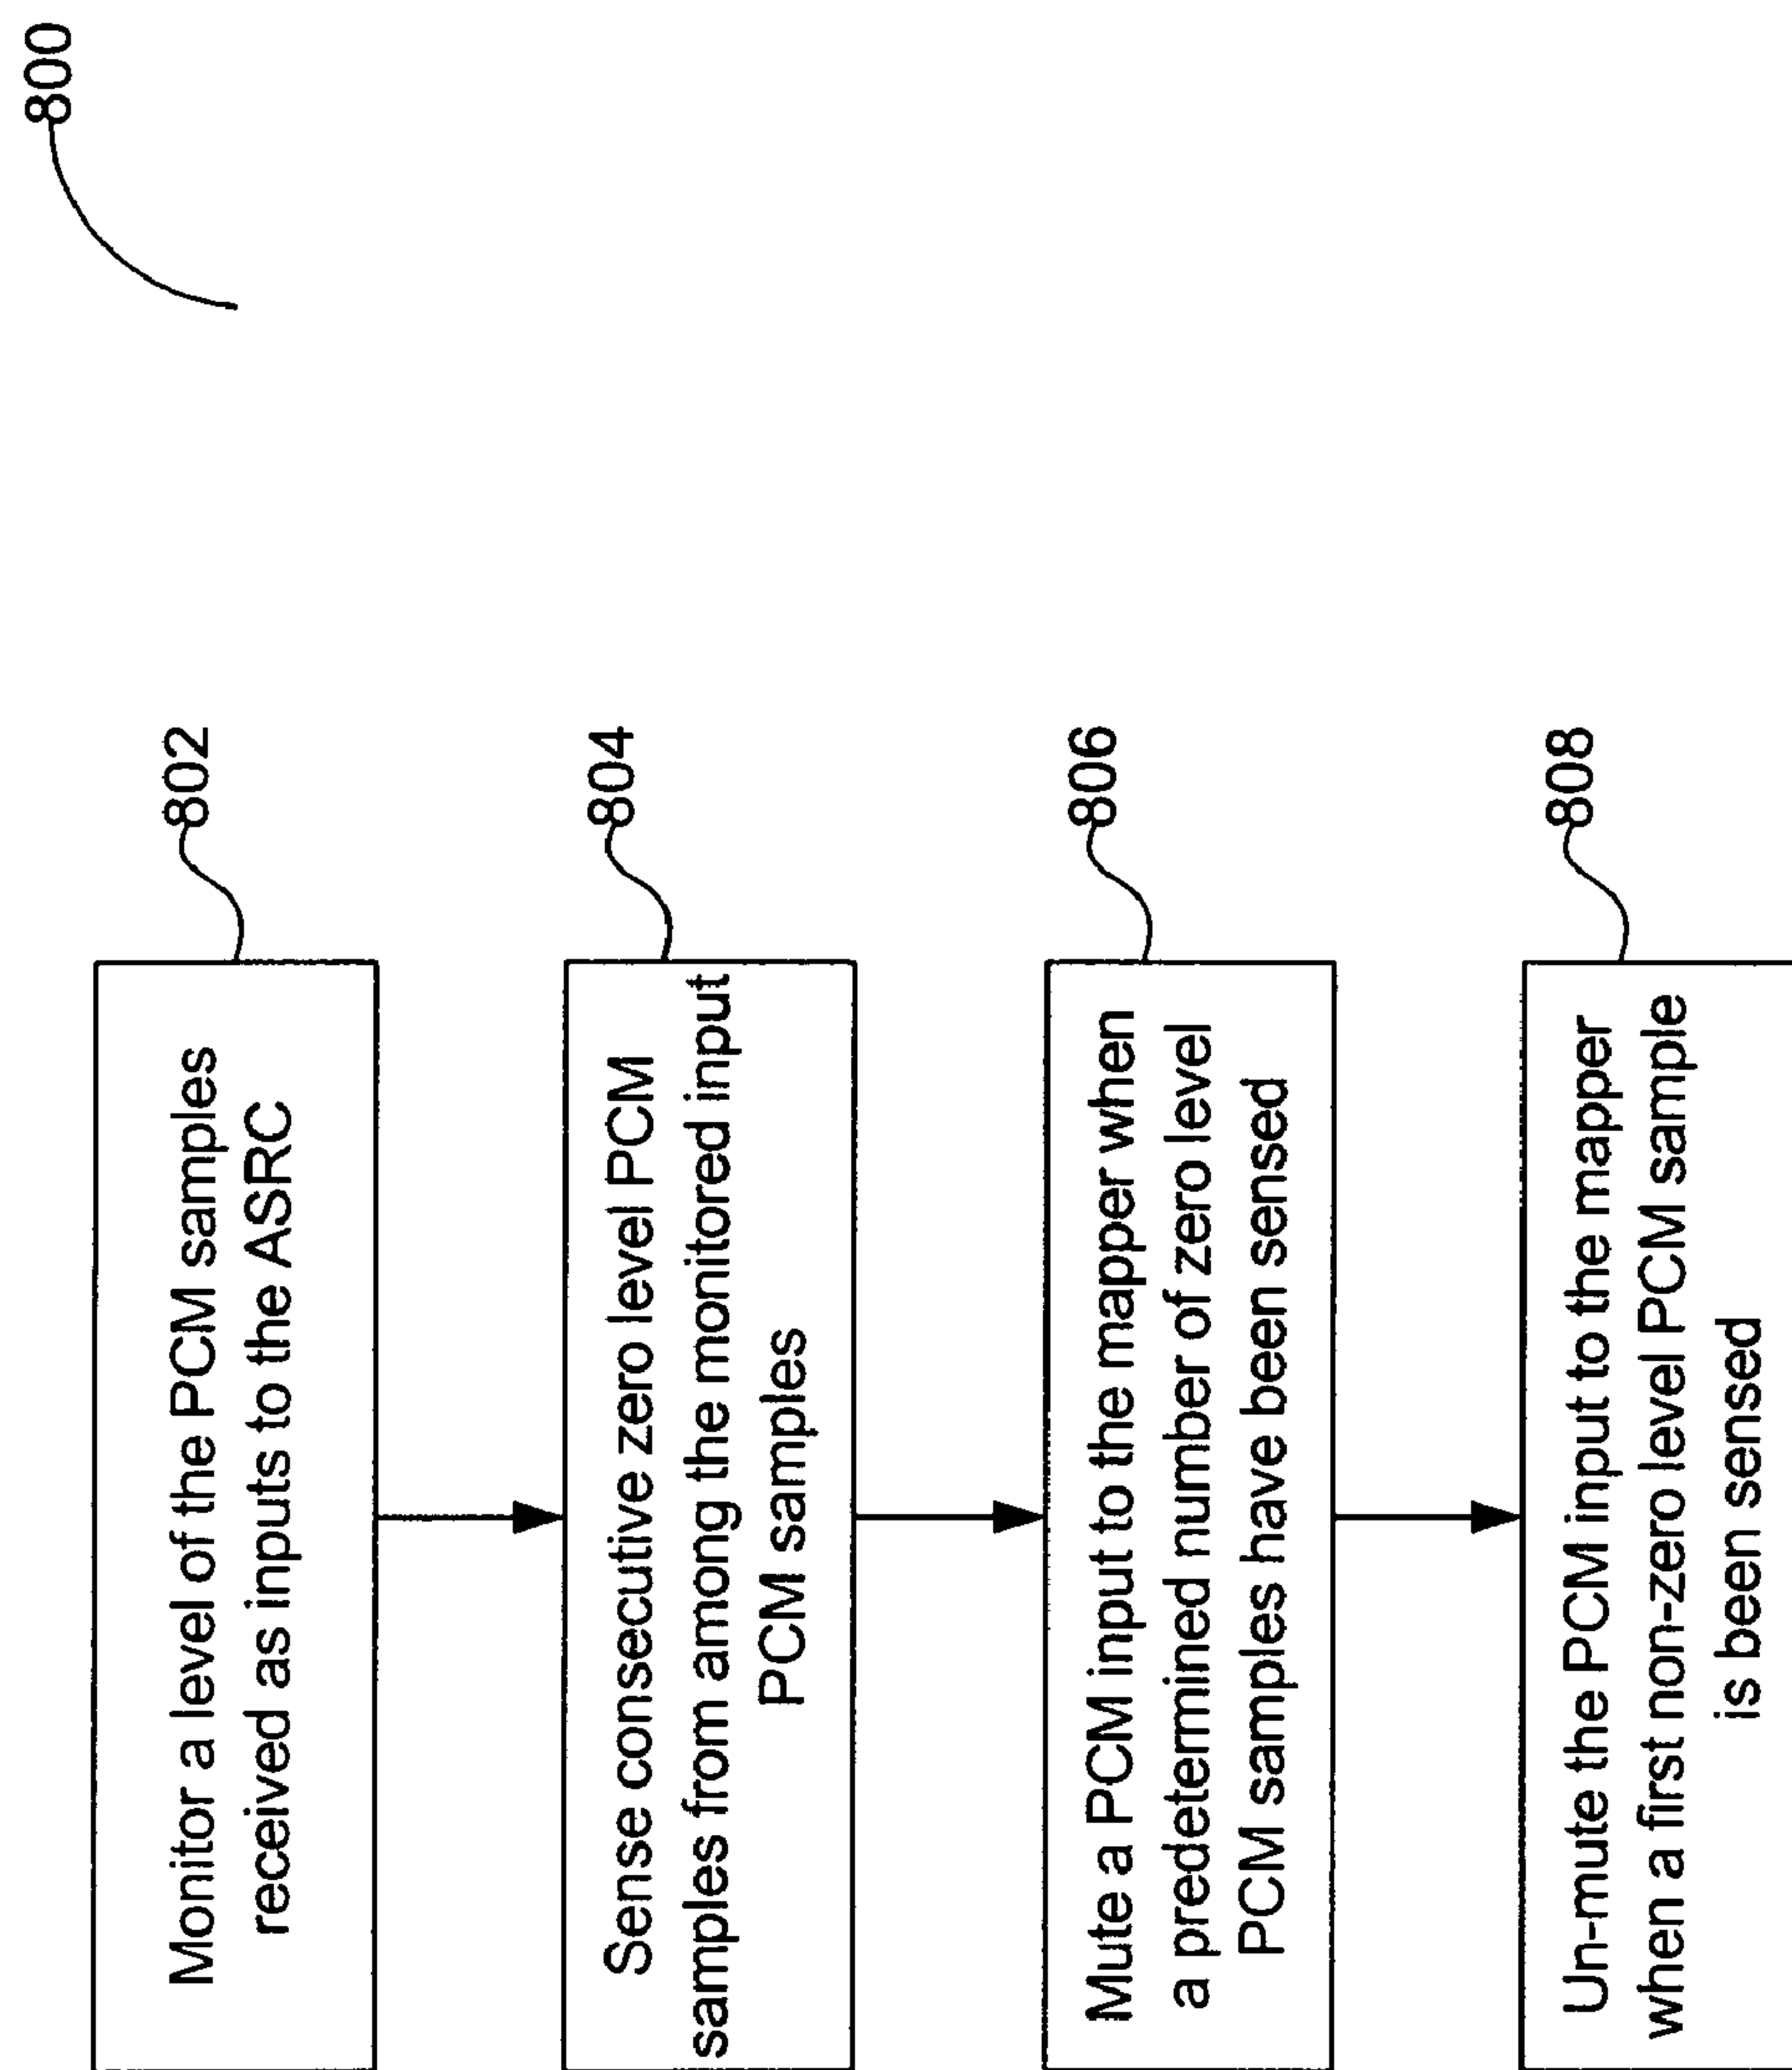 800
802
Monitor a level of the PCM samples
received as inputs to the ASRC
804
Sense consecutive zero level PCM
samples from among the monitored input
PCM samples
806
Mute a PCM input to the mapper when
a predetermined number of zero level
PCM samples have been sensed
808
Un-mute the PCM input to the mapper
when a first non-zero level PCM sample
is been sensed